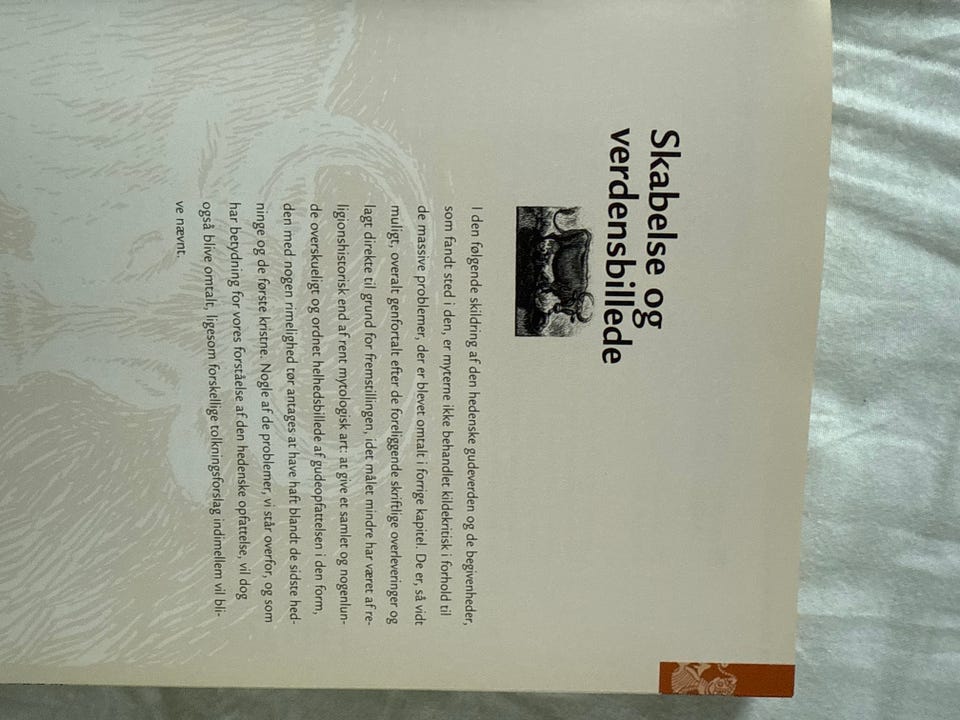 Skabelse og
verdensbillede
I den følgende skildring af den hedenske gudeverden og de begivenheder,
som fandt sted i den, er myterne ikke behandlet kildekritisk i forhold til
de massive problemer, der er blevet omtalt i forrige kapitel. De er, så vidt
muligt, overalt genfortalt efter de foreliggende skriftlige overleveringer og
lagt direkte til grund for fremstillingen, idet målet mindre har været af re-
ligionshistorisk end af rent mytologisk art: at give et samlet og nogenlun-
de overskueligt og ordnet helhedsbillede af gudeopfattelsen i den form,
den med nogen rimelighed tør antages at have haft blandt de sidste hed-
ninge og de første kristne. Nogle af de problemer, vi står overfor, og som
har betydning for vores forståelse af den hedenske opfattelse, vil dog
også blive omtalt, ligesom forskellige tolkningsforslag indimellem vil bli-
ve nævnt.